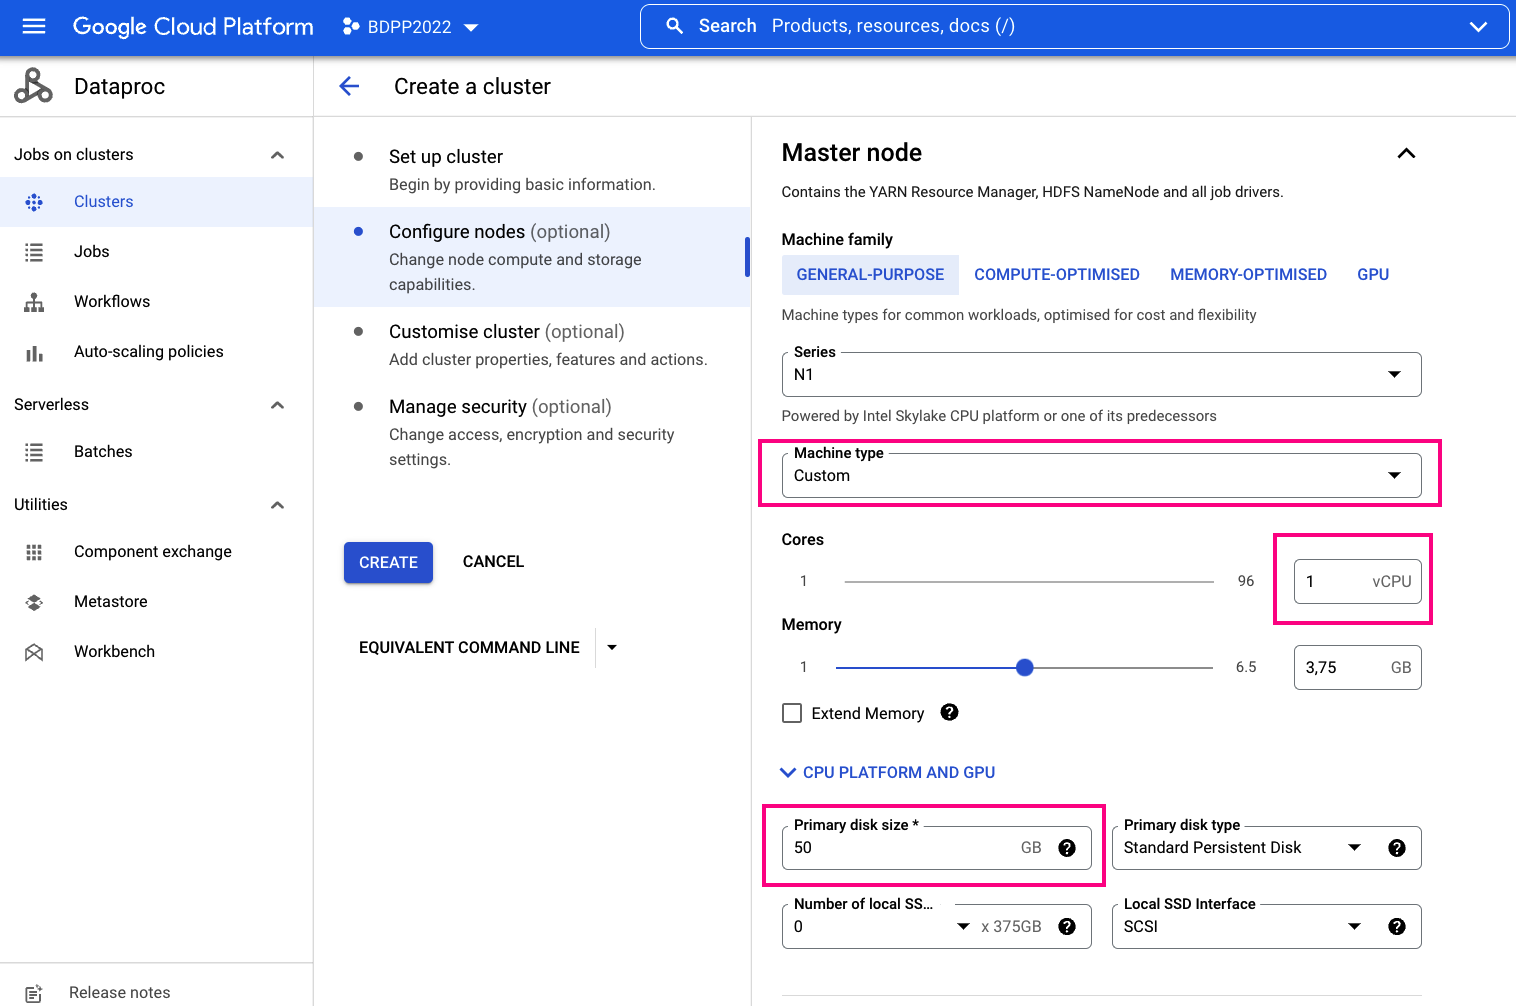 Google Cloud Platform
BDPP2022
Search Products, resources, docs (/)
Dataproc
Create a cluster
Jobs on clusters
Clusters
Jobs
Workflows
Auto-scaling policies
Serverless
Batches
Utilities
Component exchange
Metastore
Workbench
Release notes
Set up cluster
Begin by providing basic information.
Configure nodes (optional)
Change node compute and storage
capabilities.
Customise cluster (optional)
Add cluster properties, features and actions.
Manage security (optional)
Change access, encryption and security
settings.
CREATE CANCEL
EQUIVALENT COMMAND LINE
Master node
Contains the YARN Resource Manager, HDFS NameNode and all job drivers.
Machine family
GENERAL-PURPOSE COMPUTE-OPTIMISED MEMORY-OPTIMISED GPU
Machine types for common workloads, optimised for cost and flexibility
Series
N1
Powered by Intel Skylake CPU platform or one of its predecessors
Machine type
Custom
Cores
1 96 1 vCPU
Memory
1 6.5 3,75 GB
Extend Memory
CPU PLATFORM AND GPU
Primary disk size * Primary disk type
50 GB Standard Persistent Disk
Number of local SS... Local SSD Interface
0 x 375GB SCSI